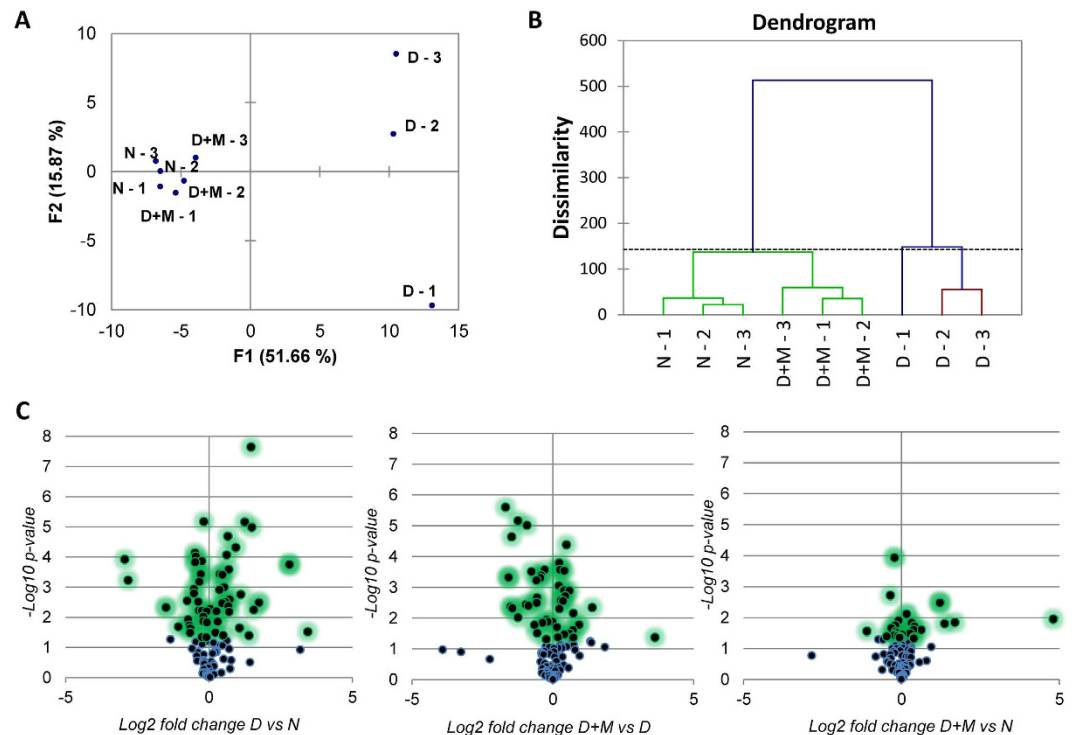 A
F2 (15.87 %)
10
5
0
-5
-10
D - 3
D - 2
D+M - 3
N - 3
N - 2
N - 1
D+M - 2
D+M - 1
D - 1
-10
-5
0
5
10
15
F1 (51.66 %)
B
Dendrogram
Dissimilarity
600
500
400
300
200
100
0
N - 1
N - 2
N - 3
D+M - 3
D+M - 1
D+M - 2
D - 1
D - 2
D - 3
C
-Log10 p-value
8
7
6
5
4
3
2
1
0
-5
0
5
Log2 fold change D vs N
-Log10 p-value
8
7
6
5
4
3
2
1
0
-5
0
5
Log2 fold change D+M vs D
-Log10 p-value
8
7
6
5
4
3
2
1
0
-5
0
5
Log2 fold change D+M vs N